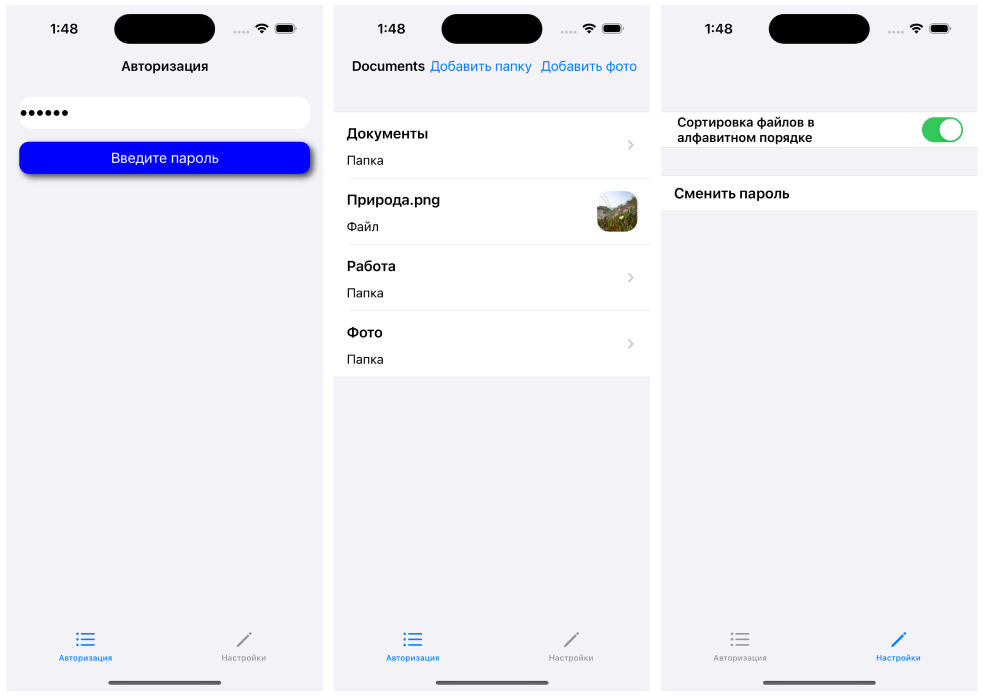 1:48
Авторизация
••••••
Введите пароль
Авторизация
Настройки
1:48
Documents Добавить папку Добавить фото
Документы
Папка
Природа.png
Файл
Работа
Папка
Фото
Папка
Авторизация
Настройки
1:48
Сортировка файлов в
алфавитном порядке
Сменить пароль
Авторизация
Настройки